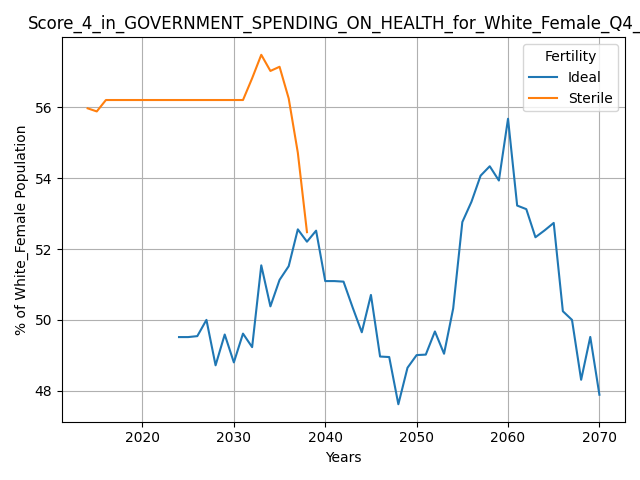 Score_4_in_GOVERNMENT_SPENDING_ON_HEALTH_for_White_Female_Q4_
Fertility
Ideal
Sterile
% of White_Female Population
56
54
52
50
48
2020 2030 2040 2050 2060 2070
Years